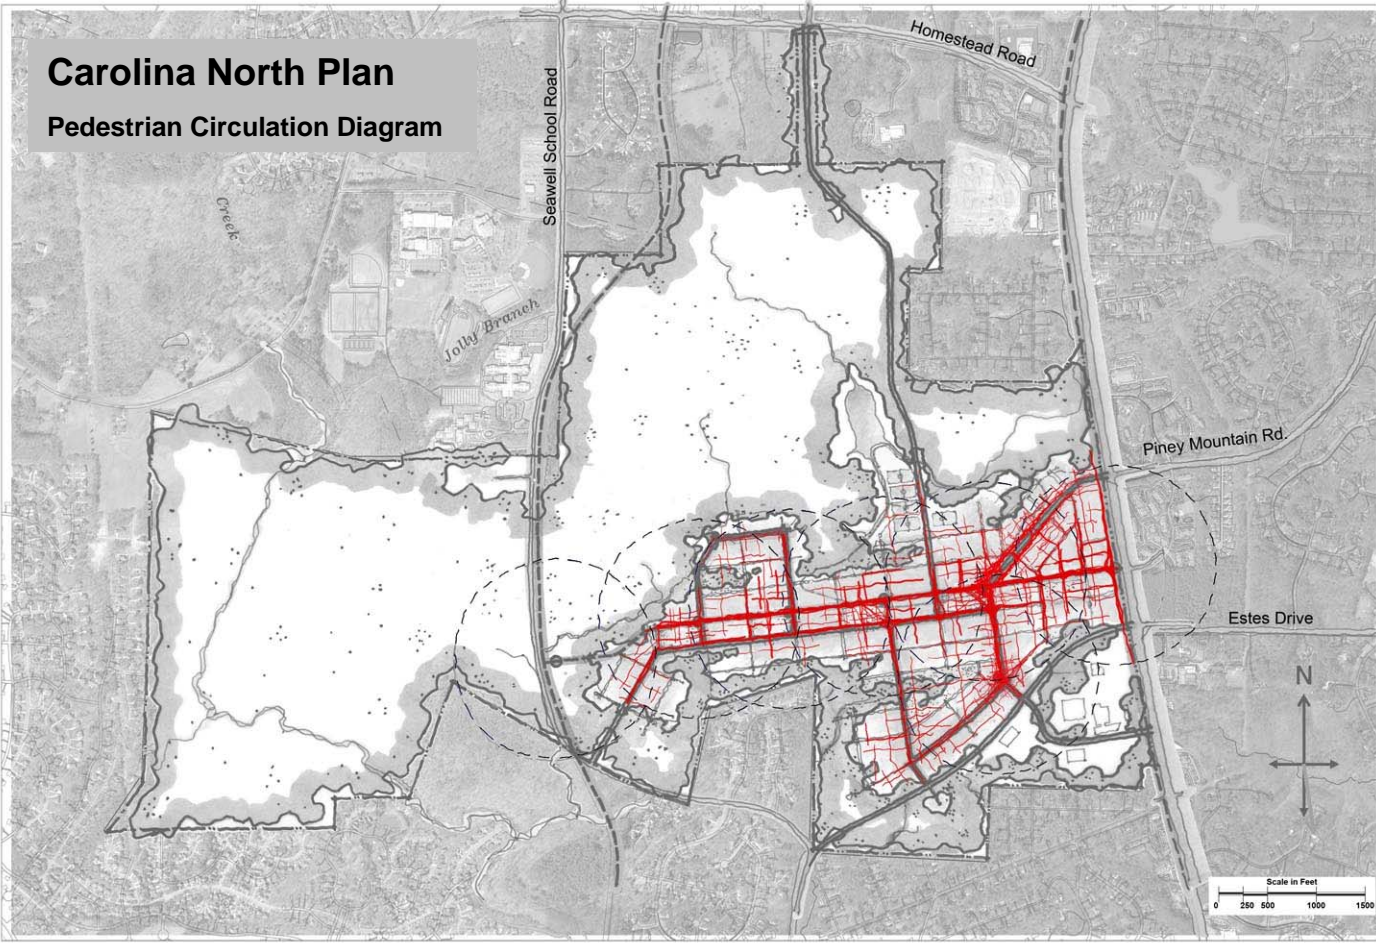 Carolina North Plan
Pedestrian Circulation Diagram
Homestead Road
Seawell School Road
Creek
Jolly Branch
Piney Mountain Rd.
Estes Drive
N
Scale in Feet
0 250 500 1000 1500